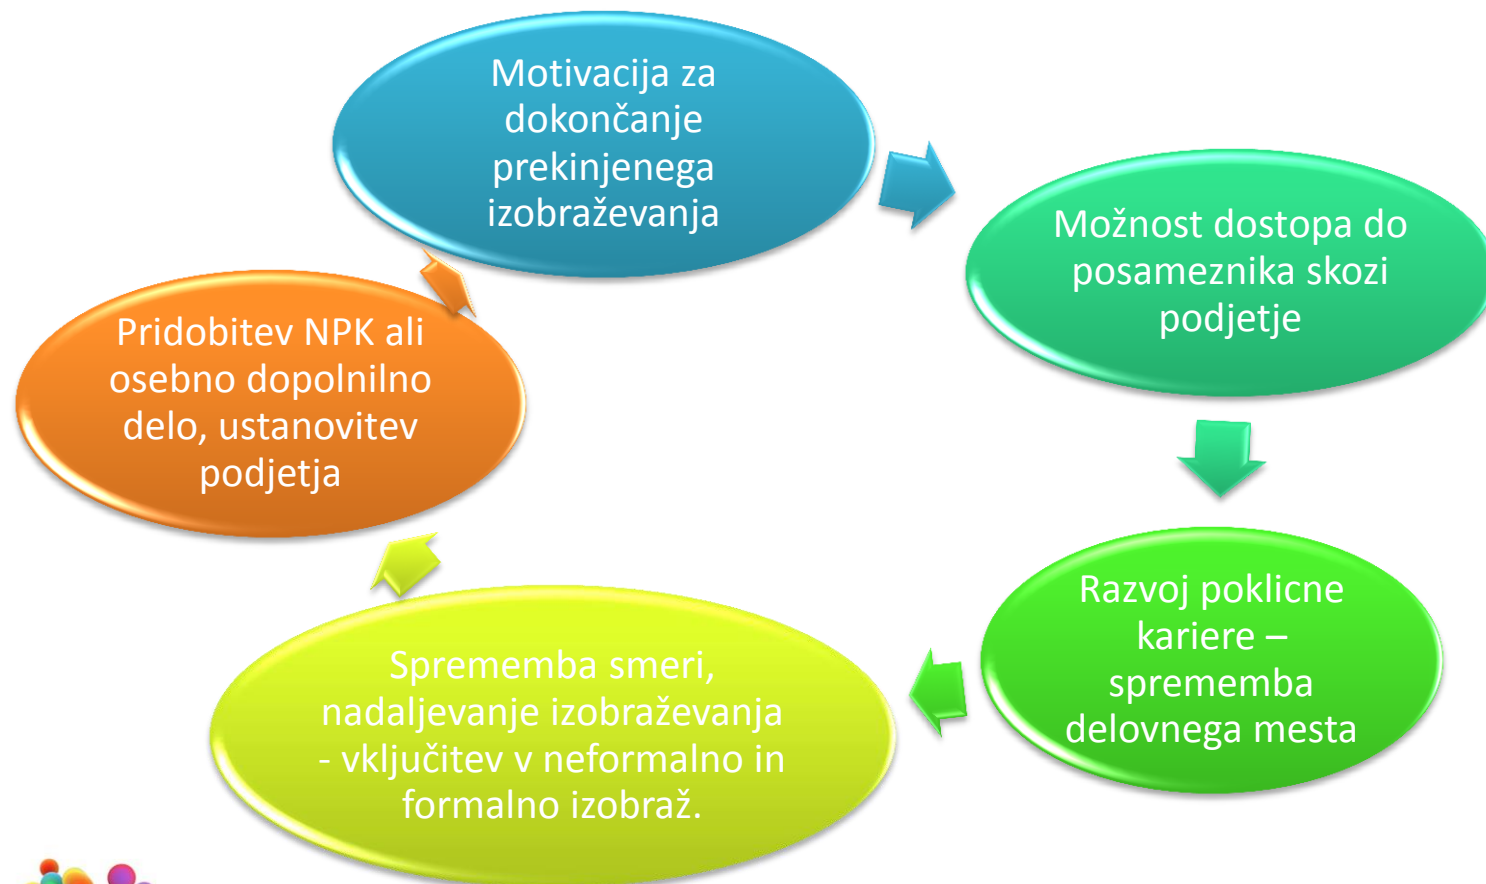 Motivacija za
dokončanje
prekinjenega
izobraževanja
Možnost dostopa do
posameznika skozi
podjetje
Razvoj poklicne
kariere –
sprememba
delovnega mesta
Sprememba smeri,
nadaljevanje izobraževanja
- vključitev v neformalno in
formalno izobraž.
Pridobitev NPK ali
osebno dopolnilno
delo, ustanovitev
podjetja